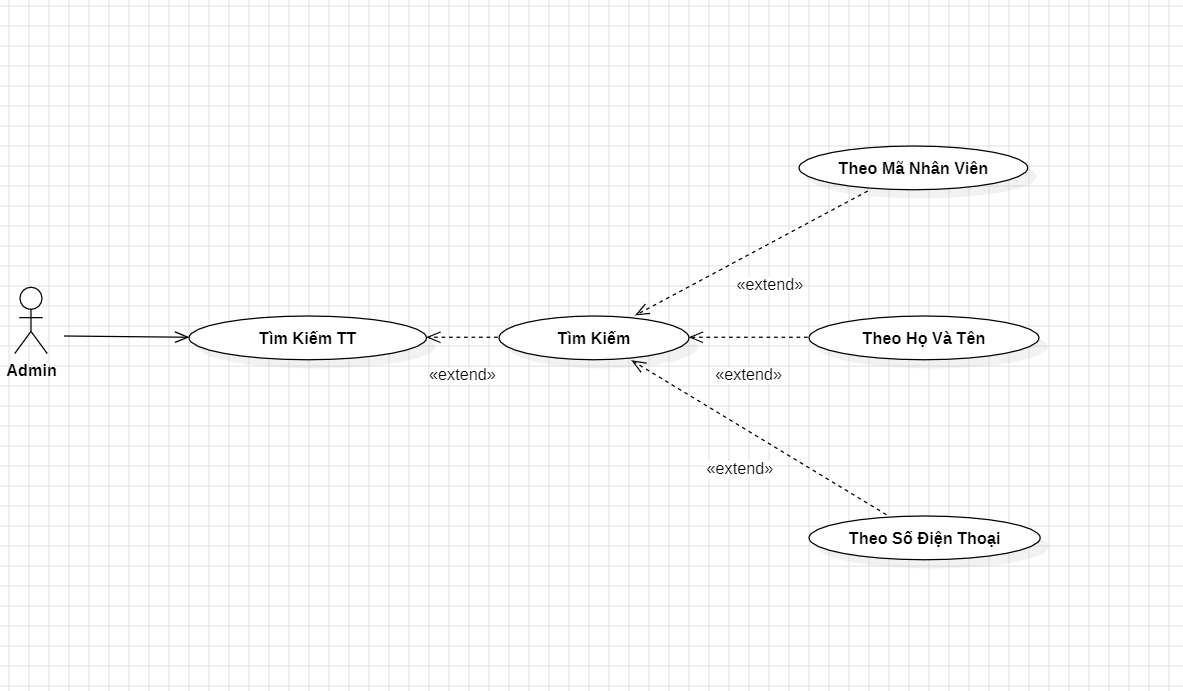 Theo Mã Nhân Viên
«extend»
Tìm Kiếm TT
Tìm Kiếm
Theo Họ Và Tên
Admin
«extend»
«extend»
«extend»
Theo Số Điện Thoại